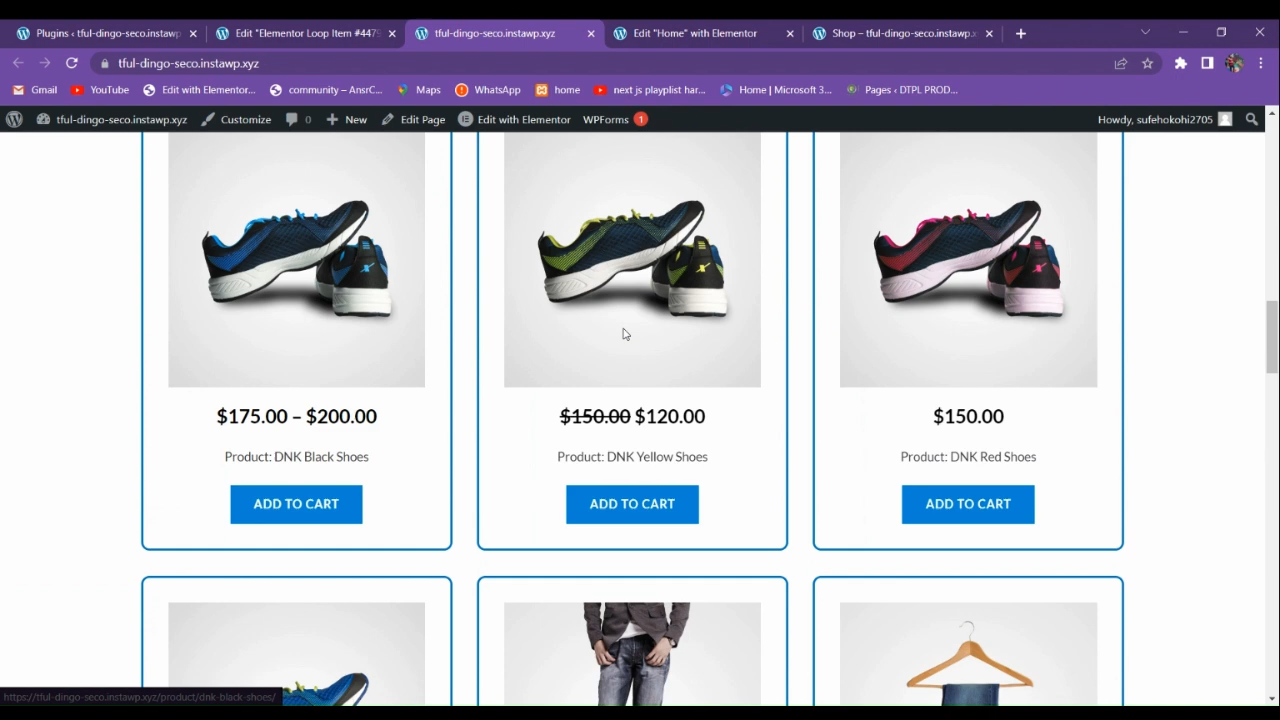 Plugins ‹ tful-dingo-seco.instawp
Edit "Elementor Loop Item #4475
tful-dingo-seco.instawp.xyz
Edit "Home" with Elementor
Shop – tful-dingo-seco.instawp.x
tful-dingo-seco.instawp.xyz
Gmail
YouTube
Edit with Elementor...
community – AnsrC...
Maps
WhatsApp
home
next js playplist har...
Home | Microsoft 3...
Pages ‹ DTPL PROD...
tful-dingo-seco.instawp.xyz
Customize
0
New
Edit Page
Edit with Elementor
WPForms 1
Howdy, sufehokohi2705
$175.00 – $200.00
Product: DNK Black Shoes
ADD TO CART
$150.00 $120.00
Product: DNK Yellow Shoes
ADD TO CART
$150.00
Product: DNK Red Shoes
ADD TO CART
https://tful-dingo-seco.instawp.xyz/product/dnk-black-shoes/